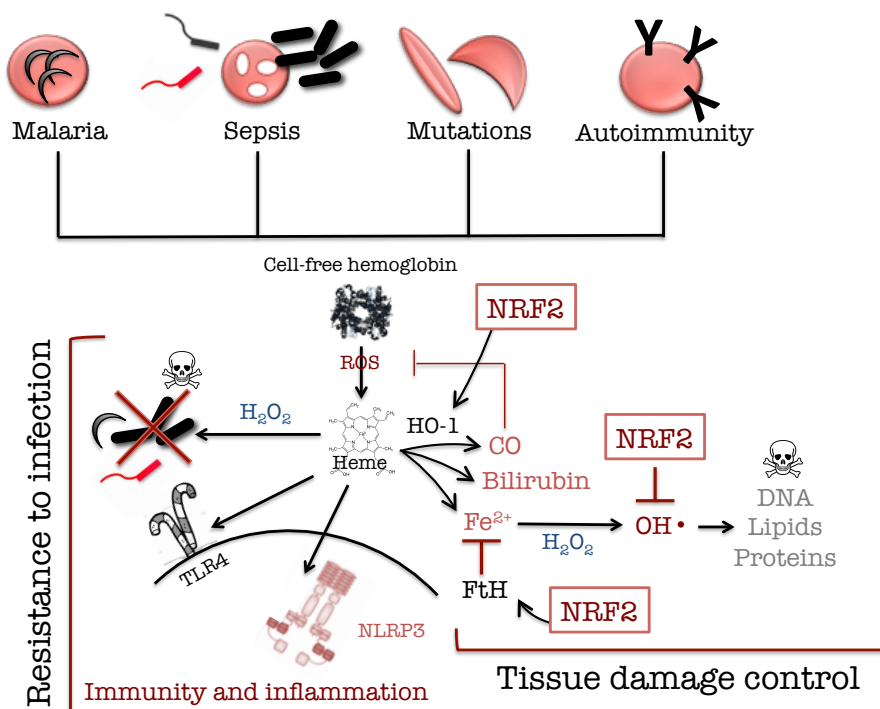 Malaria
Sepsis
Mutations
Autoimmunity
Cell-free hemoglobin
NRF2
ROS
H₂O₂
HO-1
Heme
CO
Bilirubin
NRF2
Fe²⁺
H₂O₂
OH •
DNA
Lipids
Proteins
TLR4
FtH
NRF2
NLRP3
Resistance to infection
Immunity and inflammation
Tissue damage control